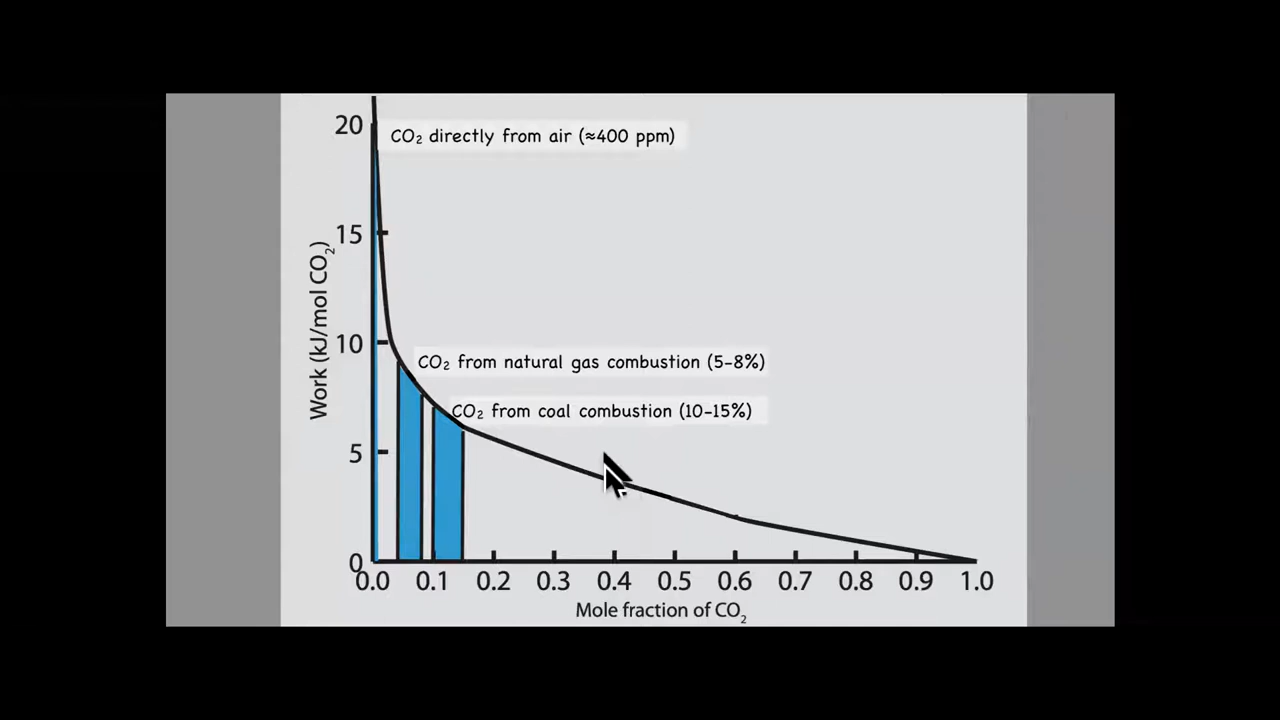 20
CO₂ directly from air (≈400 ppm)
15
Work (kJ/mol CO₂)
10
CO₂ from natural gas combustion (5-8%)
CO₂ from coal combustion (10-15%)
5
0
0.0 0.1 0.2 0.3 0.4 0.5 0.6 0.7 0.8 0.9 1.0
Mole fraction of CO₂